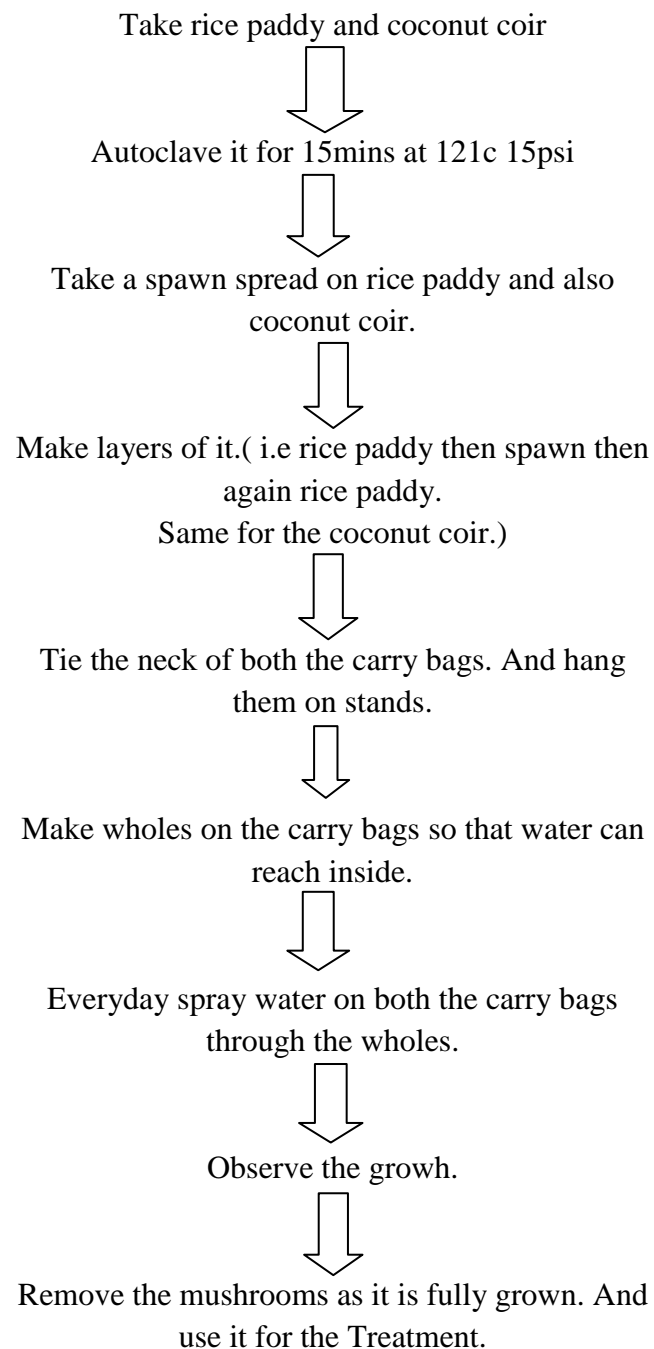 Take rice paddy and coconut coir
Autoclave it for 15mins at 121c 15psi
Take a spawn spread on rice paddy and also
coconut coir.
Make layers of it.( i.e rice paddy then spawn then
again rice paddy.
Same for the coconut coir.)
Tie the neck of both the carry bags. And hang
them on stands.
Make wholes on the carry bags so that water can
reach inside.
Everyday spray water on both the carry bags
through the wholes.
Observe the growh.
Remove the mushrooms as it is fully grown. And
use it for the Treatment.